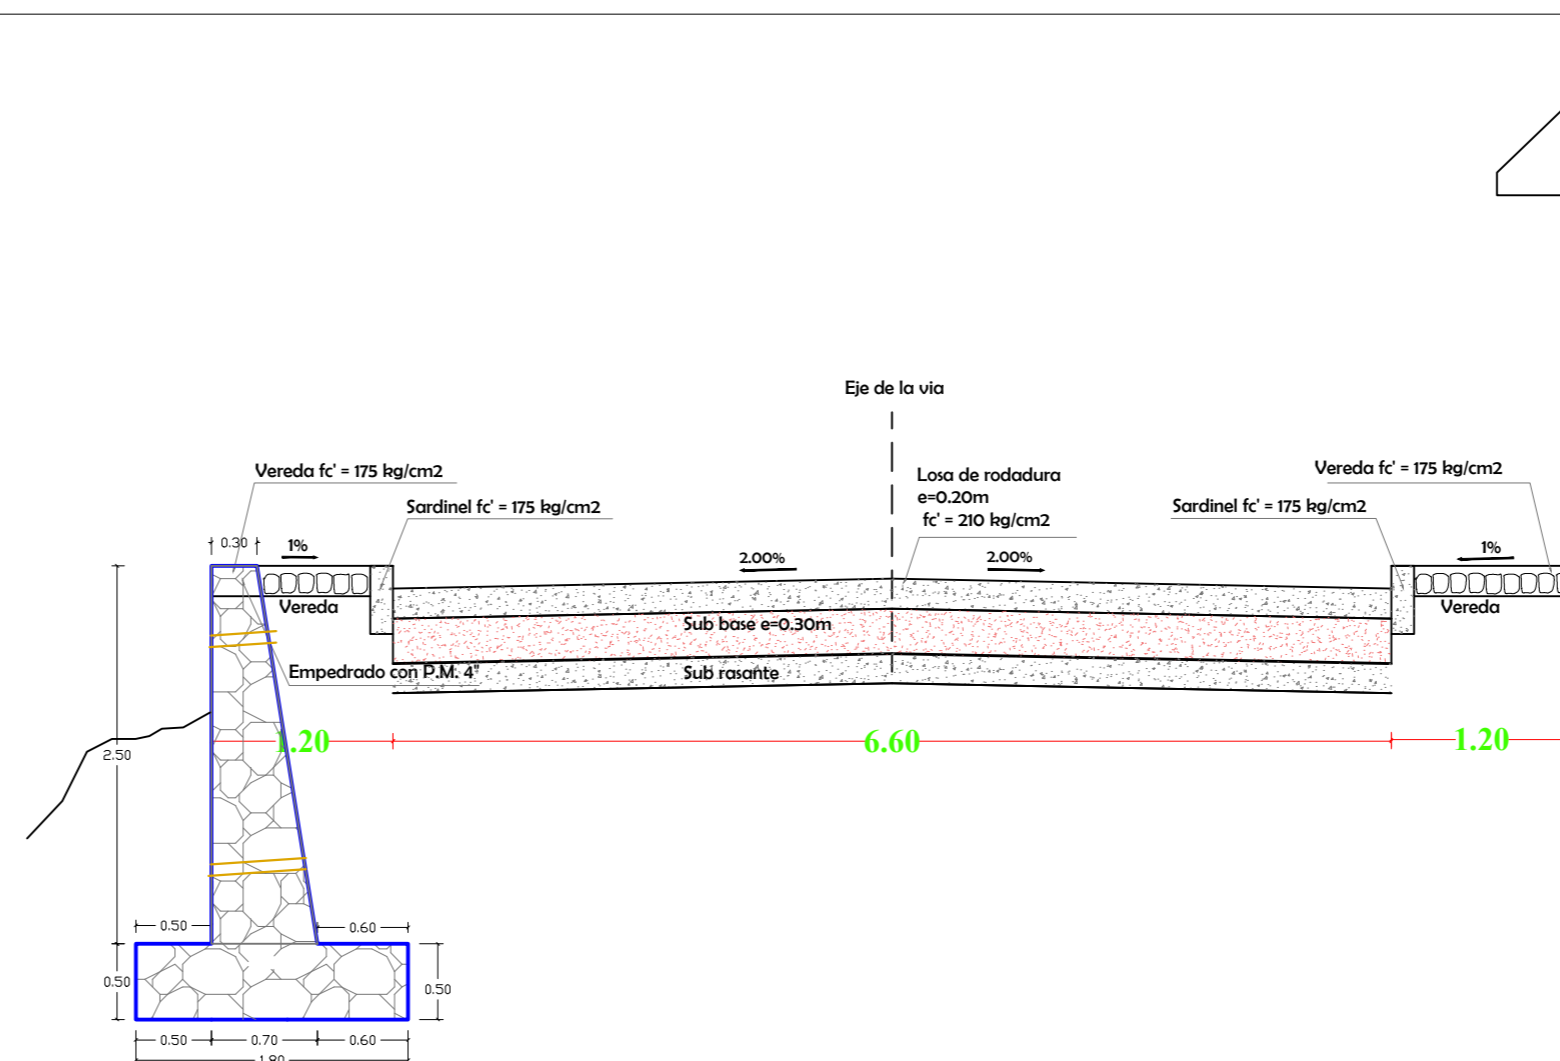 Eje de la via
Vereda fc' = 175 kg/cm2
Sardinel fc' = 175 kg/cm2
Losa de rodadura
e=0.20m
fc' = 210 kg/cm2
Vereda fc' = 175 kg/cm2
Sardinel fc' = 175 kg/cm2
0.30
1%
2.00%
2.00%
1%
Vereda
Vereda
Sub base e=0.30m
Empedrado con P.M. 4"
Sub rasante
1.20
6.60
1.20
2.50
0.50
0.60
0.50
0.50
0.50
0.70
0.60
1.80